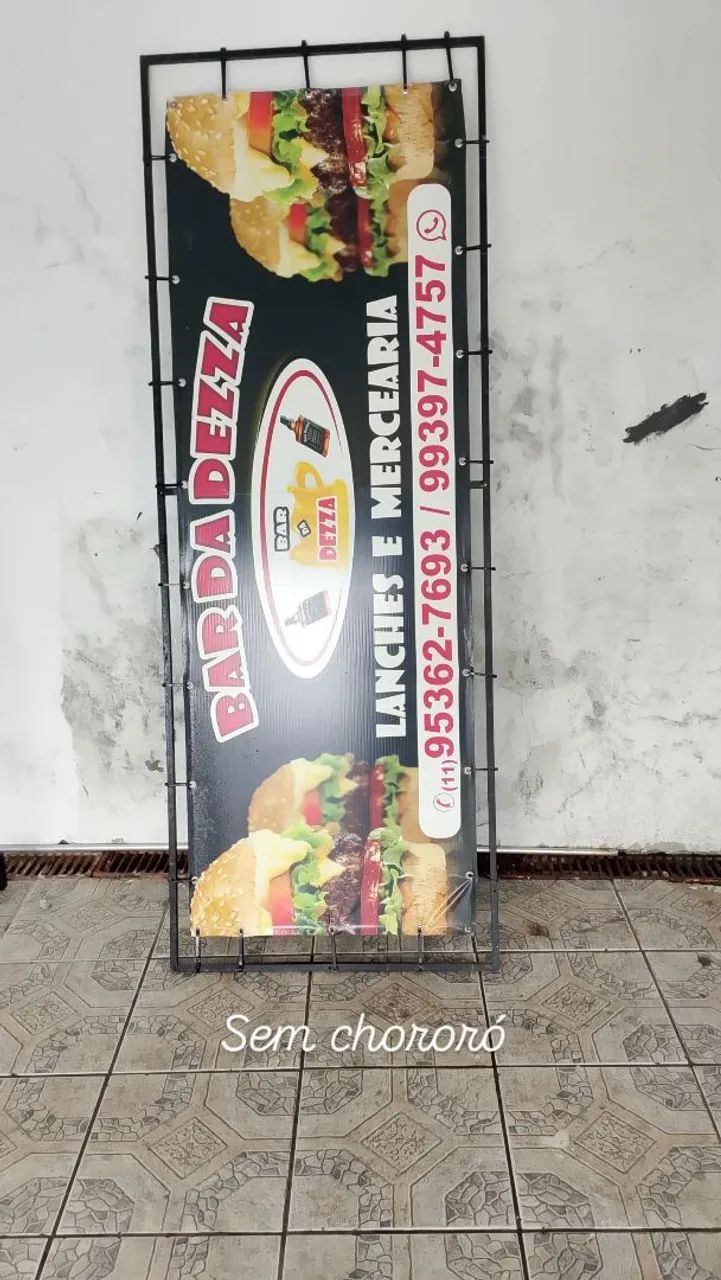 BAR DA DEZZA
BAR
DA
DEZZA
LANCHES E MERCEARIA
(11)95362-7693 / 99397-4757
Sem chororó